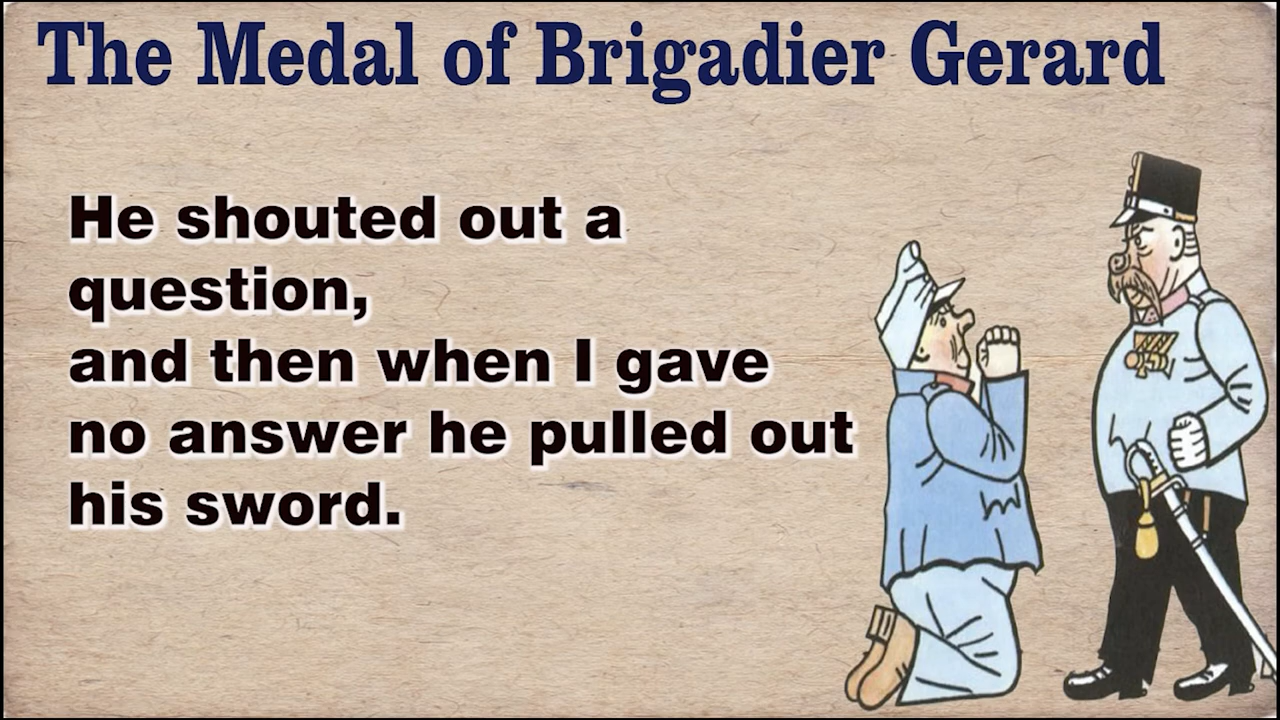 The Medal of Brigadier Gerard
He shouted out a
question,
and then when I gave
no answer he pulled out
his sword.